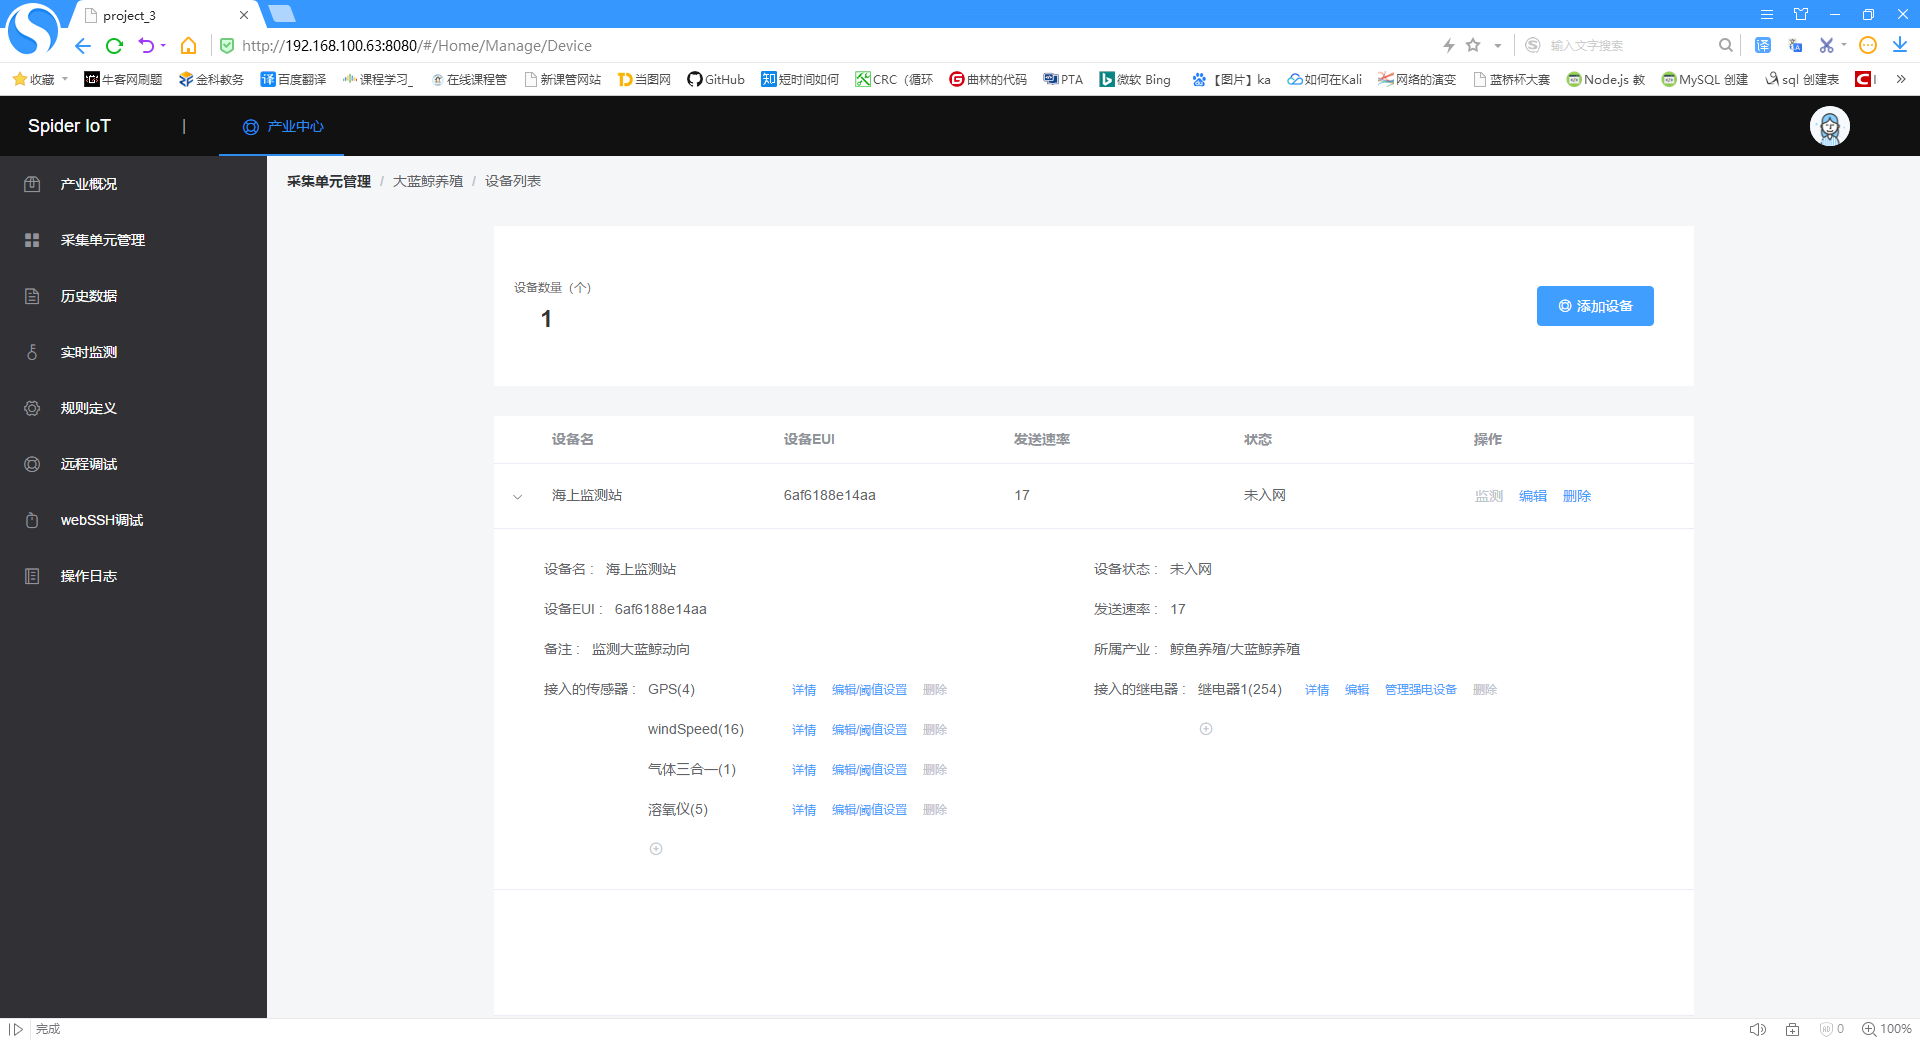 project_3
http://192.168.100.63:8080/#/Home/Manage/Device
输入文字搜索
收藏 牛客网刷题 金科教务 百度翻译 课程学习_ 在线课程管 新课管网站 当图网 GitHub 短时间如何 CRC（循环 曲林的代码 PTA 微软 Bing 【图片】ka 如何在Kali 网络的演变 蓝桥杯大赛 Node.js 教 MySQL 创建 sql 创建表
Spider IoT | 产业中心
产业概况
采集单元管理
历史数据
实时监测
规则定义
远程调试
webSSH调试
操作日志
采集单元管理 / 大蓝鲸养殖 / 设备列表
设备数量（个）
1
添加设备
设备名 设备EUI 发送速率 状态 操作
海上监测站 6af6188e14aa 17 未入网 监测 编辑 删除
设备名： 海上监测站 设备状态： 未入网
设备EUI： 6af6188e14aa 发送速率： 17
备注： 监测大蓝鲸动向 所属产业： 鲸鱼养殖/大蓝鲸养殖
接入的传感器： GPS(4) 详情 编辑/阈值设置 删除 接入的继电器： 继电器1(254) 详情 编辑 管理强电设备 删除
windSpeed(16) 详情 编辑/阈值设置 删除
气体三合一(1) 详情 编辑/阈值设置 删除
溶氧仪(5) 详情 编辑/阈值设置 删除
完成 0 100%